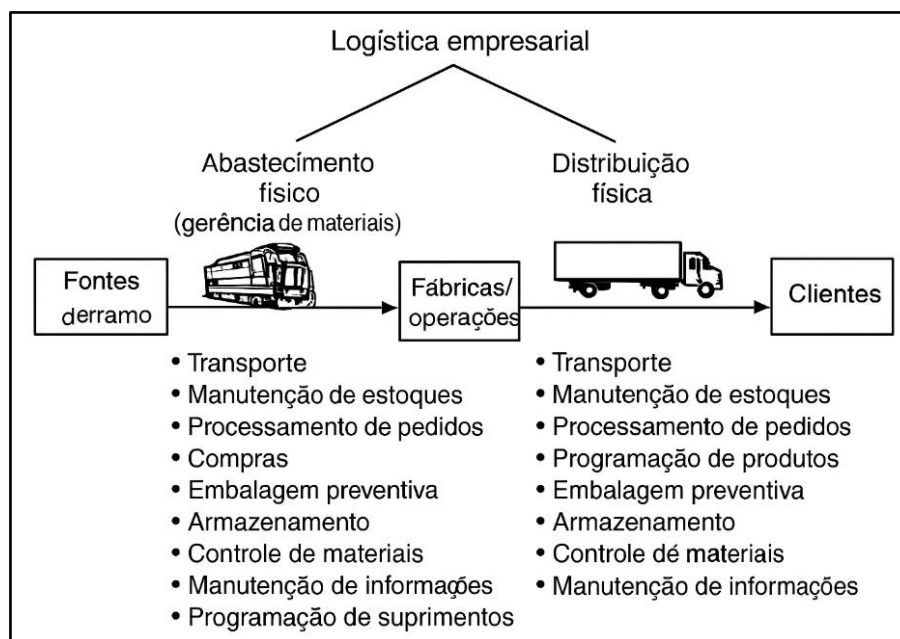 Logística empresarial
Abastecímento
fisico
(gerência de materiais)
Distribuição
física
Fontes
derramo
Fábricas/
operações
Clientes
• Transporte
• Manutenção de estoques
• Processamento de pedidos
• Compras
• Embalagem preventiva
• Armazenamento
• Controle de materiais
• Manutenção de informações
• Programação de suprimentos
• Transporte
• Manutenção de estoques
• Processamento de pedidos
• Programação de produtos
• Embalagem preventiva
• Armazenamento
• Controle dé materiais
• Manutenção de informações